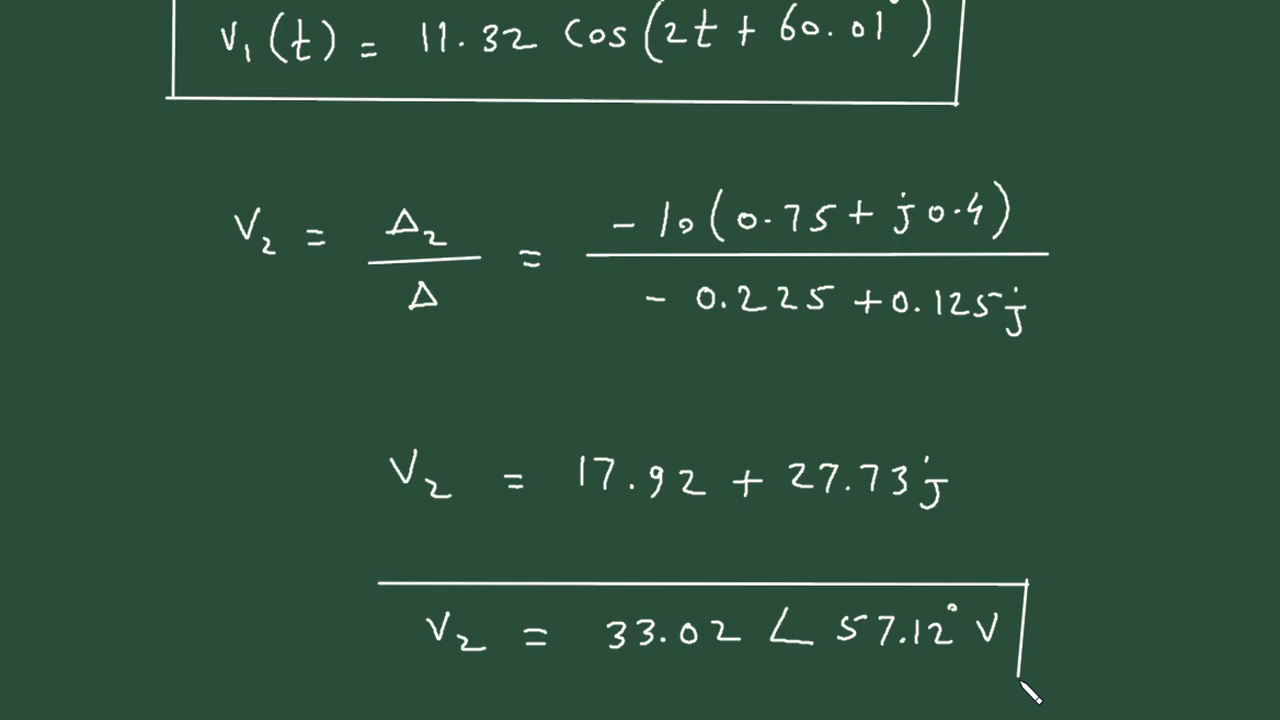 v₁(t) = 11.32 cos(2t + 60.01°)
V₂ = Δ₂/Δ = -10(0.75 + j0.4)/(-0.225 + 0.125j)
V₂ = 17.92 + 27.73j
V₂ = 33.02 ∠ 57.12° V